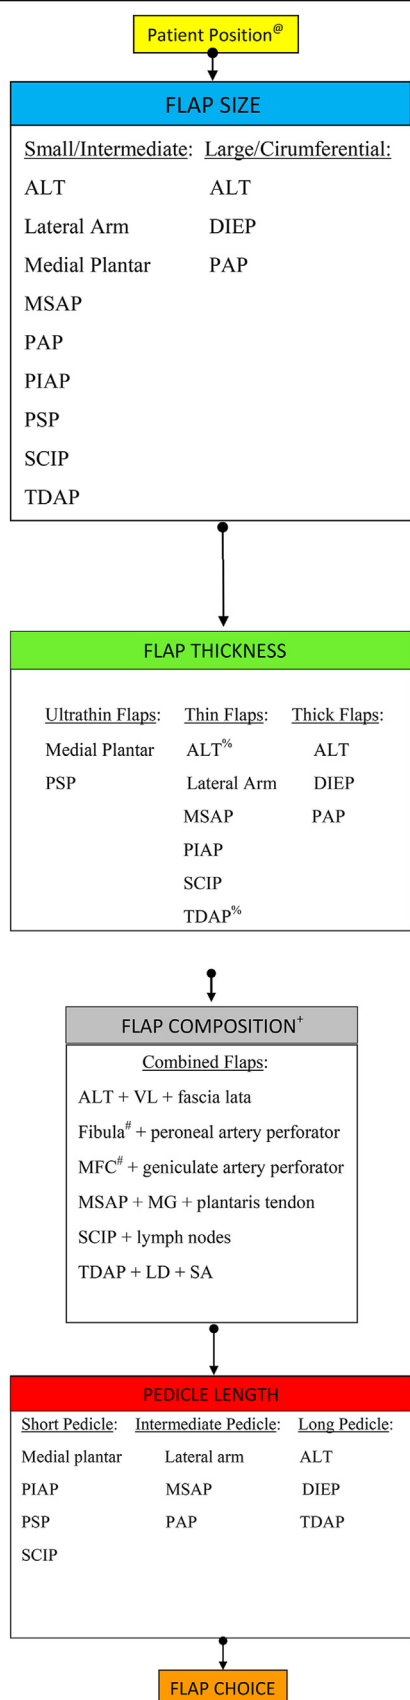 Patient Position@
FLAP SIZE
Small/Intermediate: Large/Cirumferential:
ALT ALT
Lateral Arm DIEP
Medial Plantar PAP
MSAP
PAP
PIAP
PSP
SCIP
TDAP
FLAP THICKNESS
Ultrathin Flaps: Thin Flaps: Thick Flaps:
Medial Plantar ALT% ALT
PSP Lateral Arm DIEP
MSAP PAP
PIAP
SCIP
TDAP%
FLAP COMPOSITION+
Combined Flaps:
ALT + VL + fascia lata
Fibula# + peroneal artery perforator
MFC# + geniculate artery perforator
MSAP + MG + plantaris tendon
SCIP + lymph nodes
TDAP + LD + SA
PEDICLE LENGTH
Short Pedicle: Intermediate Pedicle: Long Pedicle:
Medial plantar Lateral arm ALT
PIAP MSAP DIEP
PSP PAP TDAP
SCIP
FLAP CHOICE